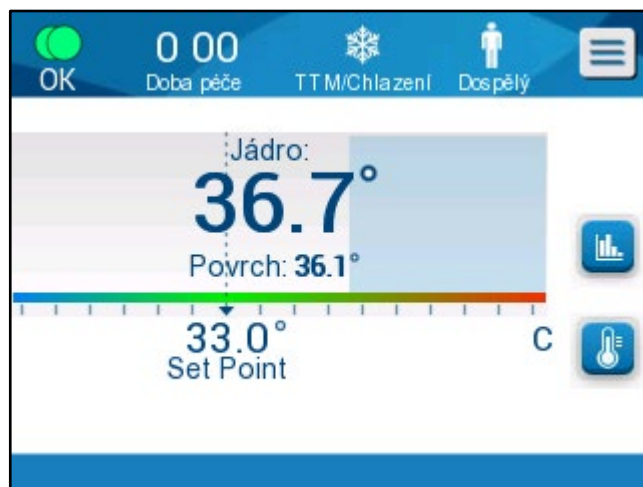 OK
0 00
Doba péče
TTM/Chlazení
Dospělý
Jádro:
36.7°
Povrch: 36.1°
33.0°
Set Point
C